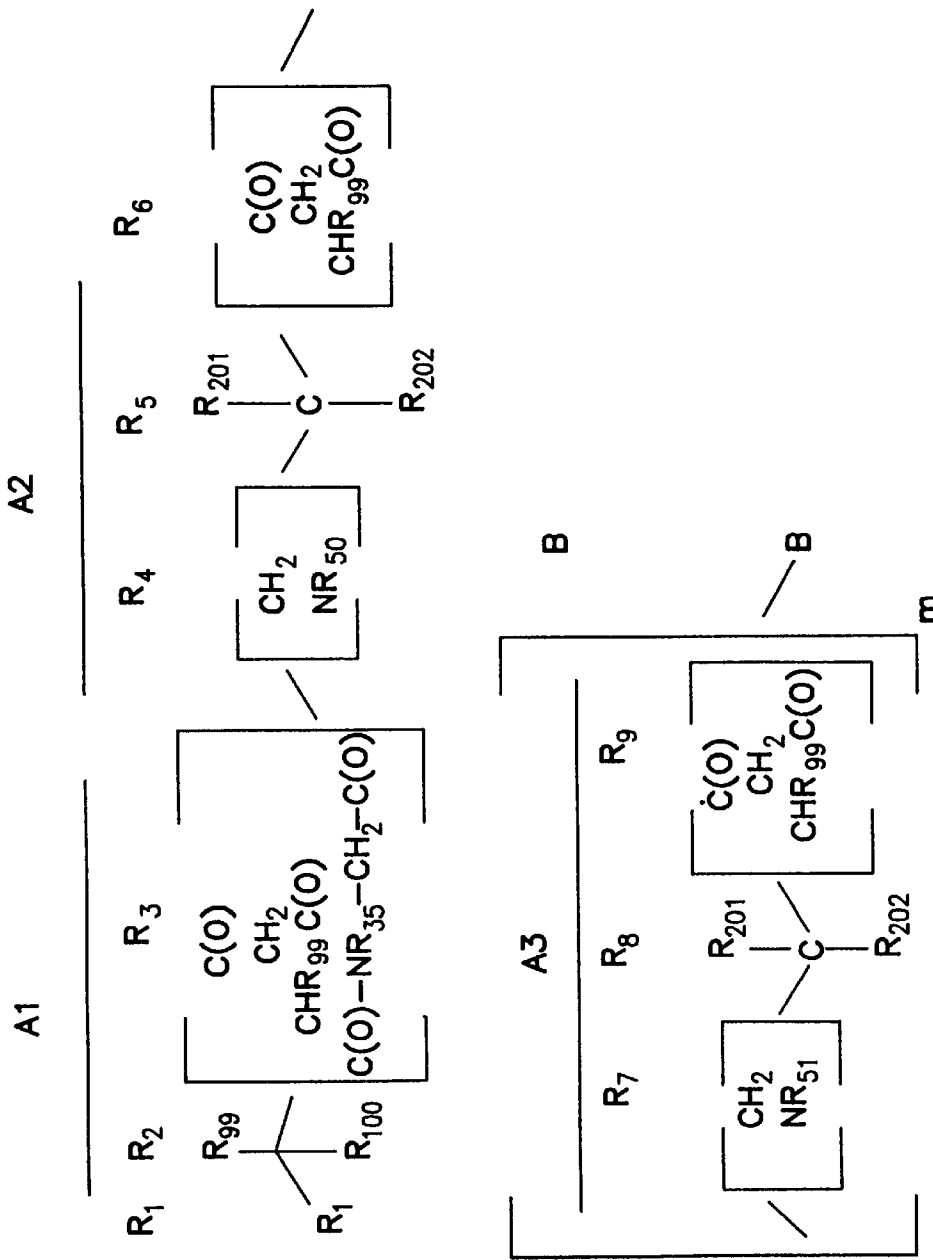 A1 A2
R1 R2 R3 R4 R5 R6
R99 C(O) R201 C(O)
CH2 CH2 CH2
CHR99C(O) NR50 C CHR99C(O)
R1 R100 C(O)–NR35–CH2–C(O) R202
A3 B
R7 R8 R9
R201 C(O)
CH2 CH2
NR51 C CHR99C(O) B
R202
m